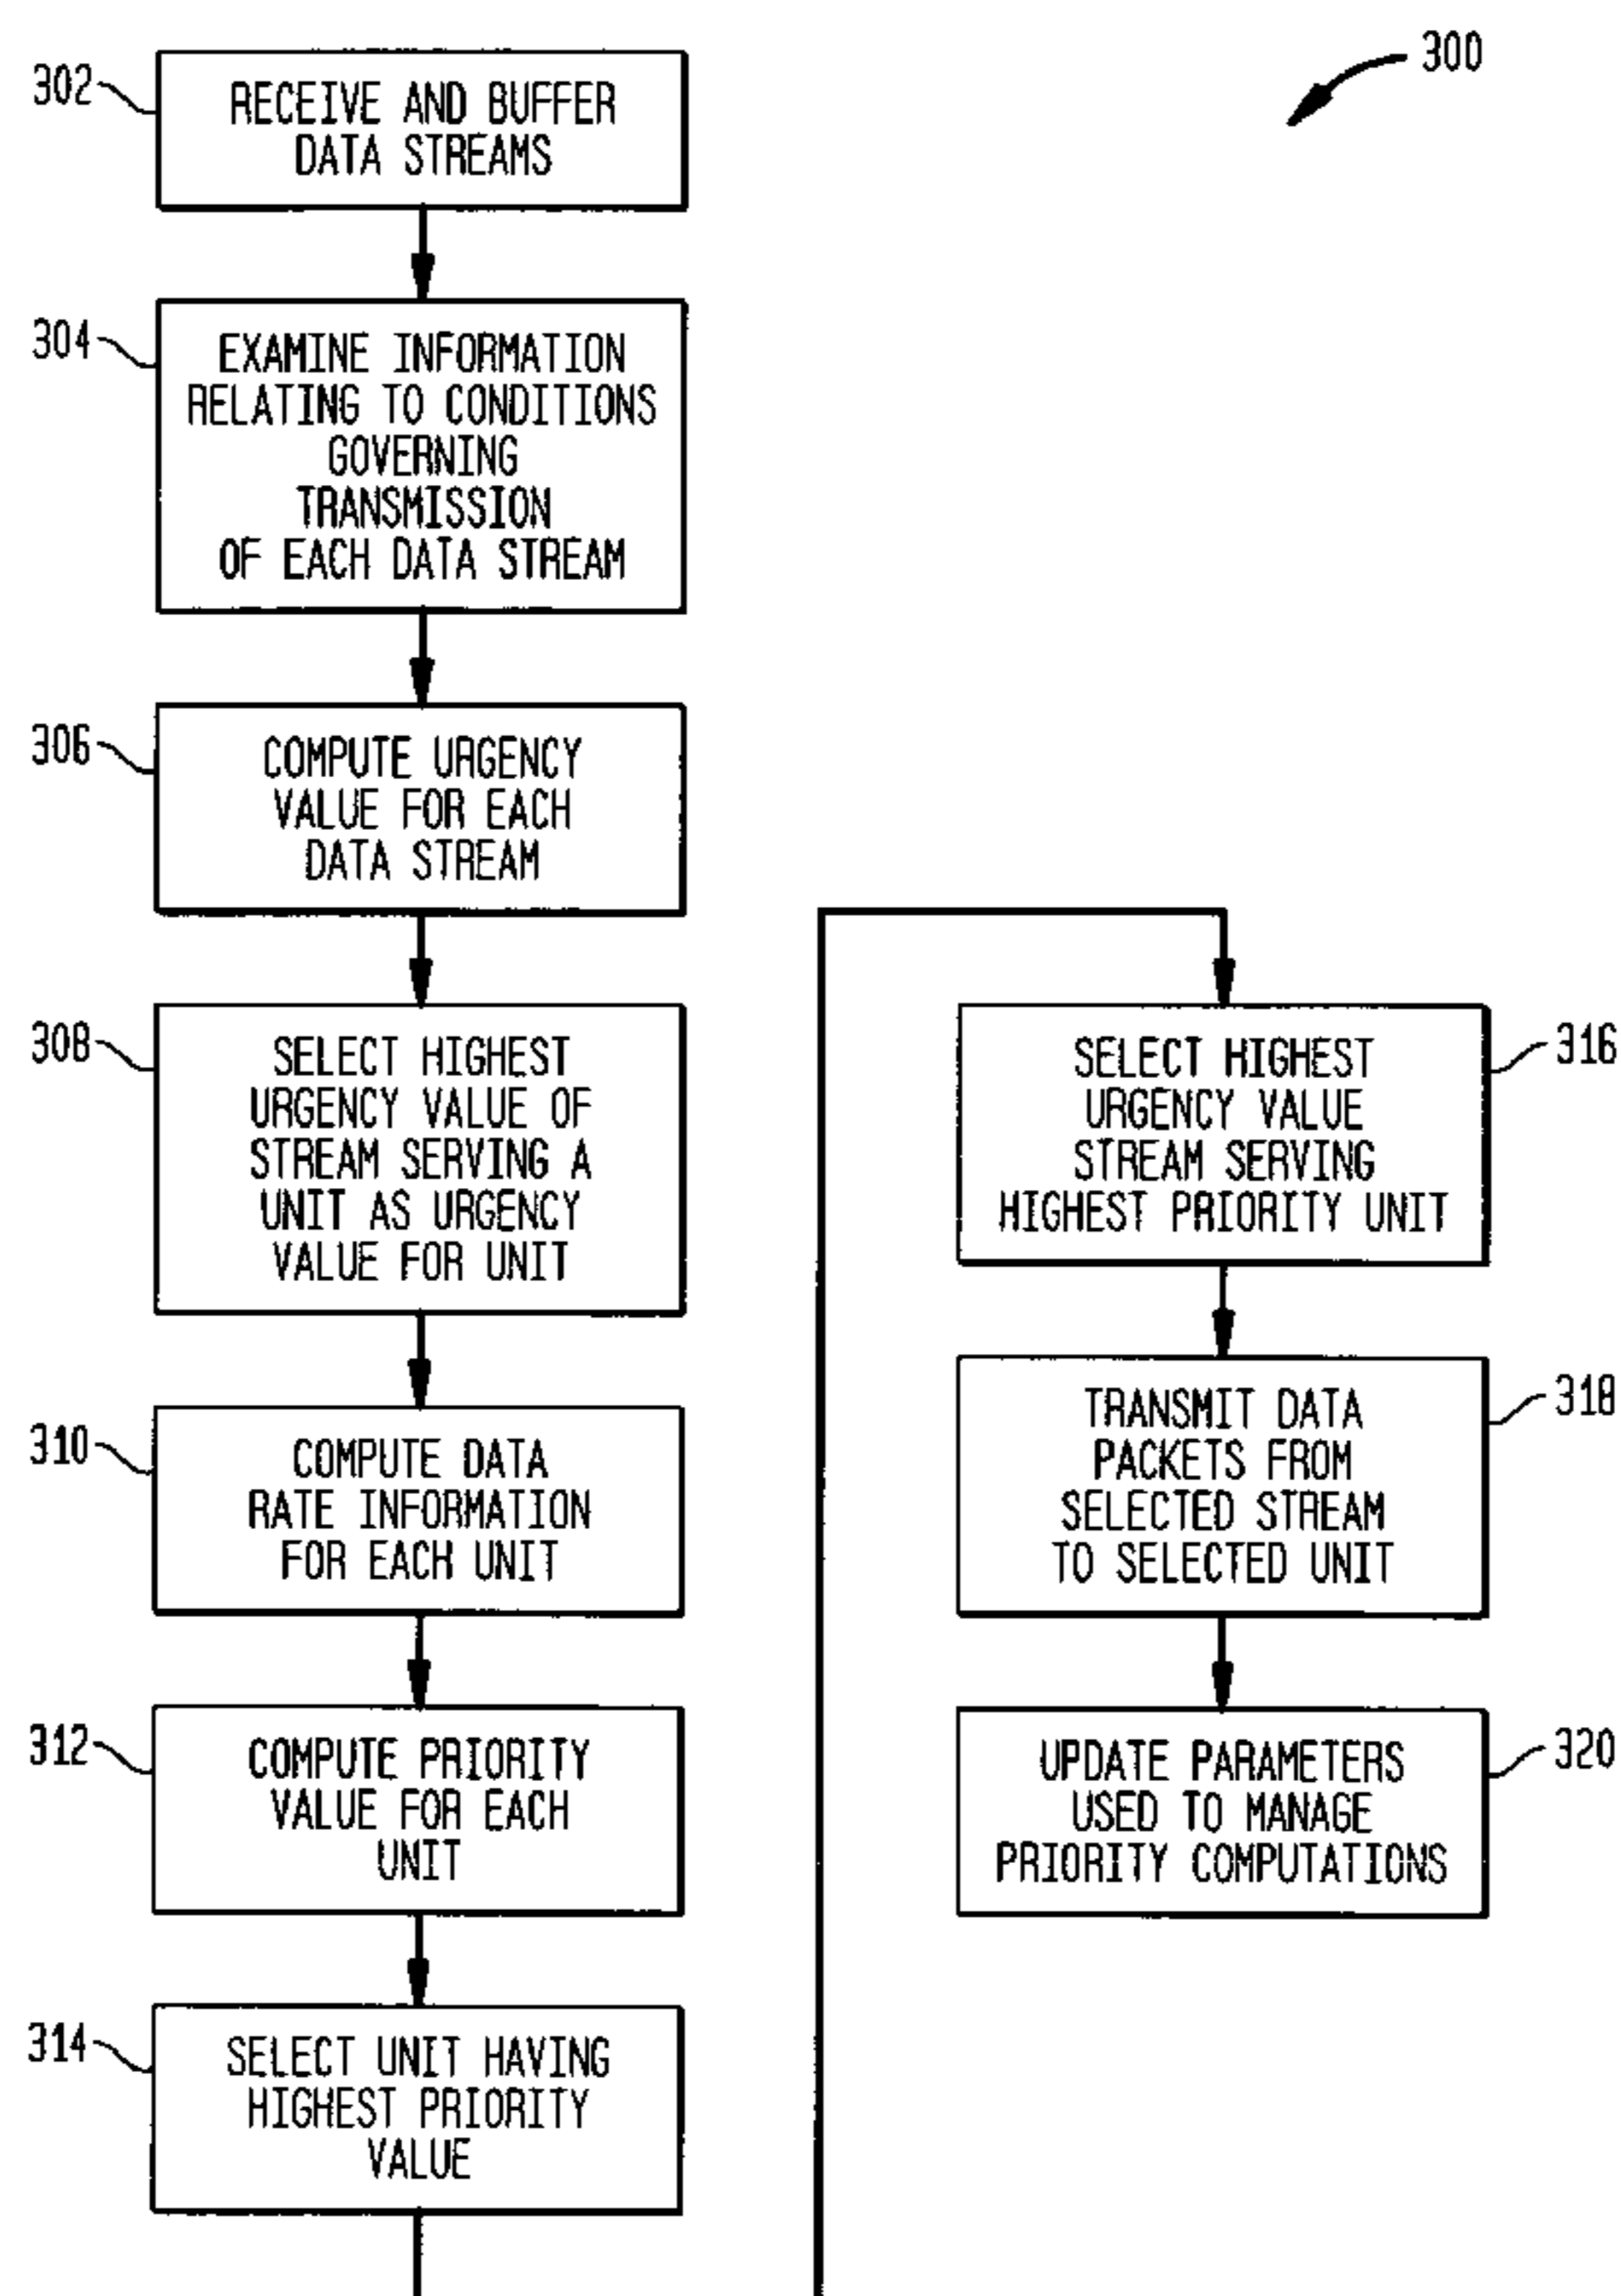 300
302
RECEIVE AND BUFFER
DATA STREAMS
304
EXAMINE INFORMATION
RELATING TO CONDITIONS
GOVERNING
TRANSMISSION
OF EACH DATA STREAM
306
COMPUTE URGENCY
VALUE FOR EACH
DATA STREAM
308
SELECT HIGHEST
URGENCY VALUE OF
STREAM SERVING A
UNIT AS URGENCY
VALUE FOR UNIT
310
COMPUTE DATA
RATE INFORMATION
FOR EACH UNIT
312
COMPUTE PRIORITY
VALUE FOR EACH
UNIT
314
SELECT UNIT HAVING
HIGHEST PRIORITY
VALUE
316
SELECT HIGHEST
URGENCY VALUE
STREAM SERVING
HIGHEST PRIORITY UNIT
318
TRANSMIT DATA
PACKETS FROM
SELECTED STREAM
TO SELECTED UNIT
320
UPDATE PARAMETERS
USED TO MANAGE
PRIORITY COMPUTATIONS